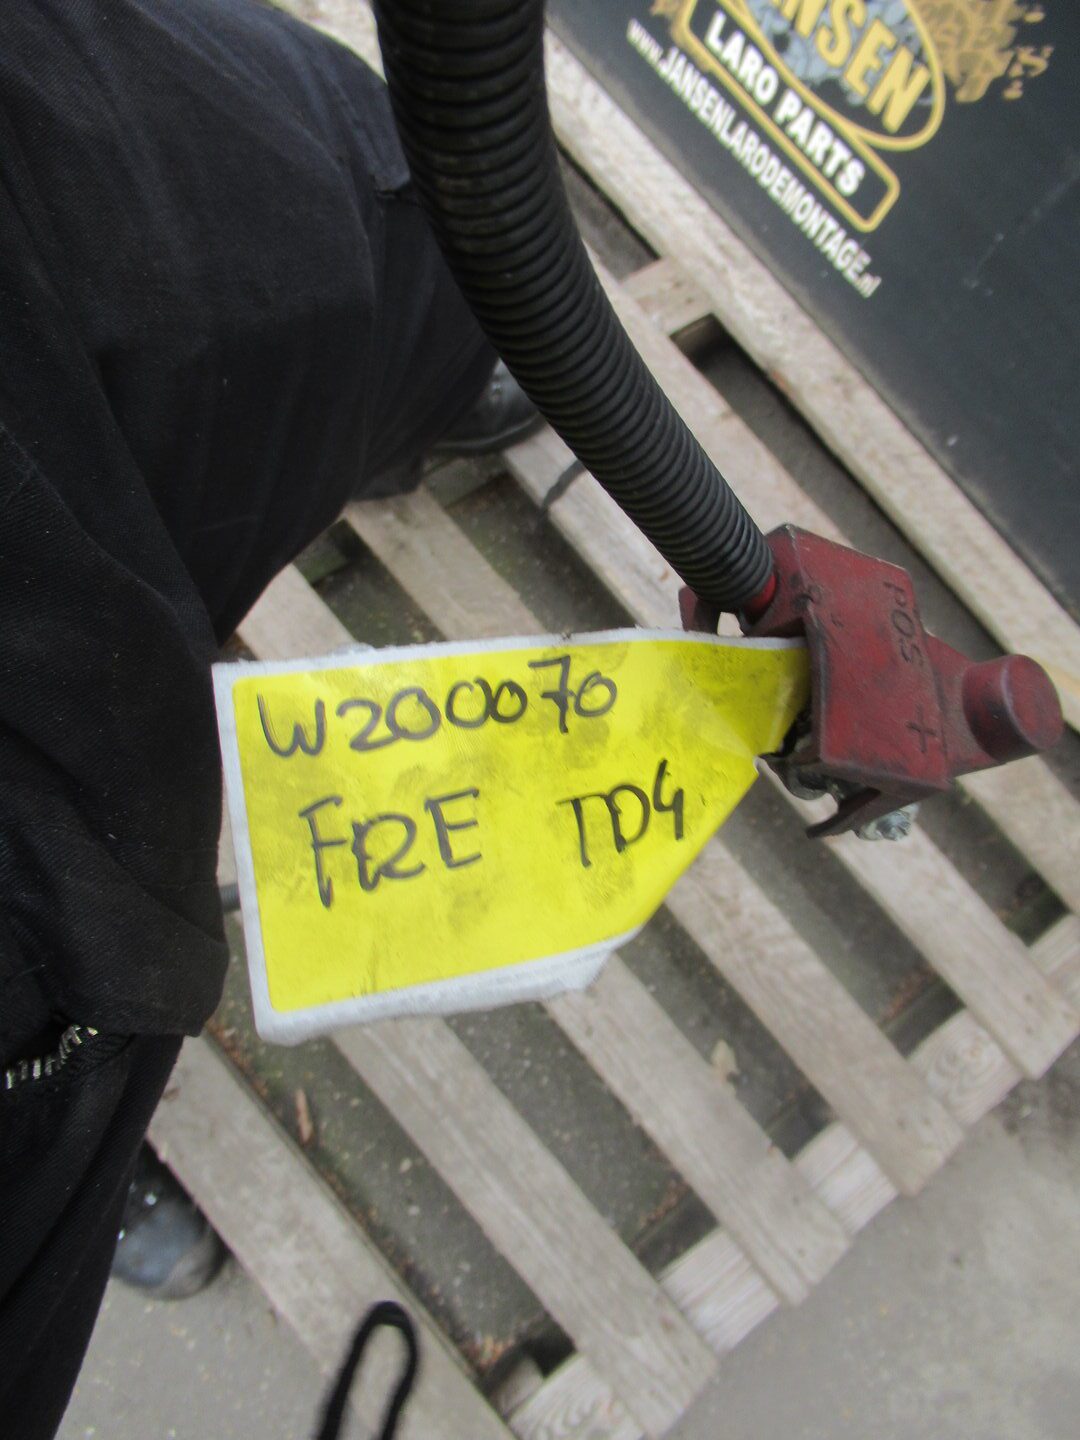 JANSEN
LARO PARTS
www.JANSENLARODEMONTAGE.nl
POS
+
W200070
FRE TD4